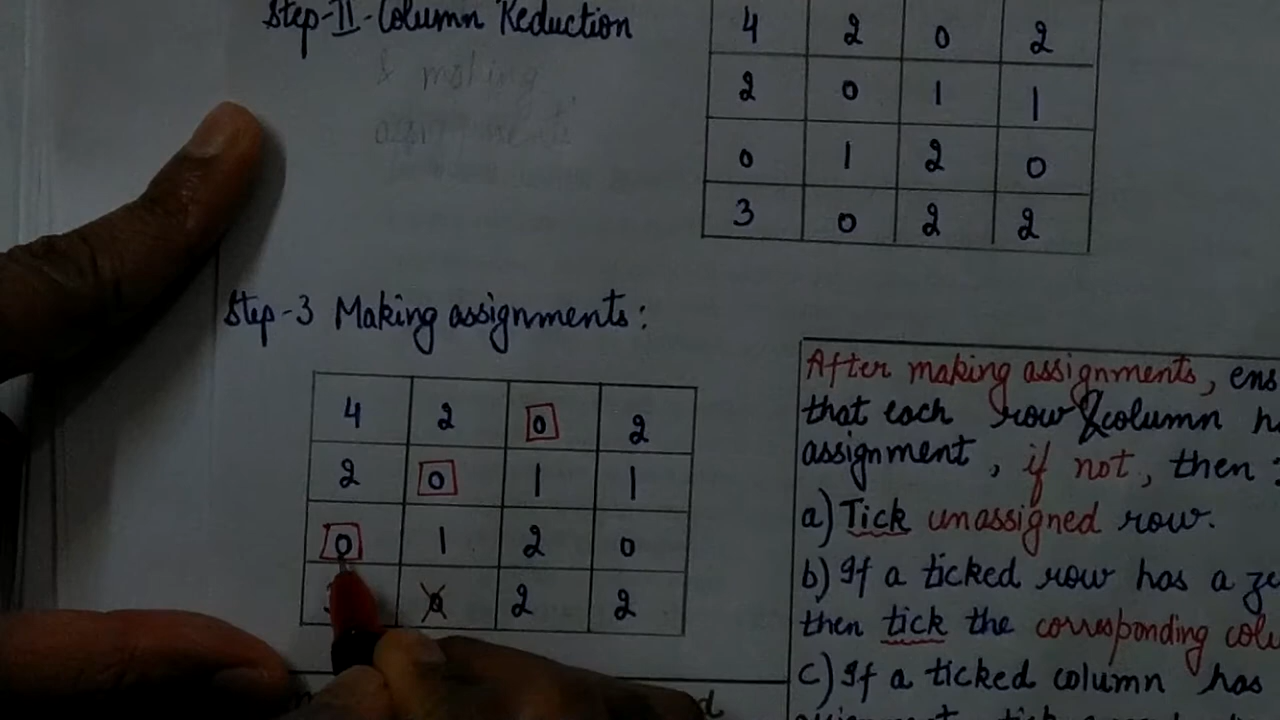 Step-II-Column Reduction
& making
4 2 0 2
2 0 1 1
0 1 2 0
3 0 2 2
Step-3 Making assignments:
4 2 0 2
2 0 1 1
0 1 2 0
2 2
After making assignments, ens
that each row & column h
assignment, if not, then :
a) Tick unassigned row.
b) If a ticked row has a ze
then tick the corresponding colu
c) If a ticked column has